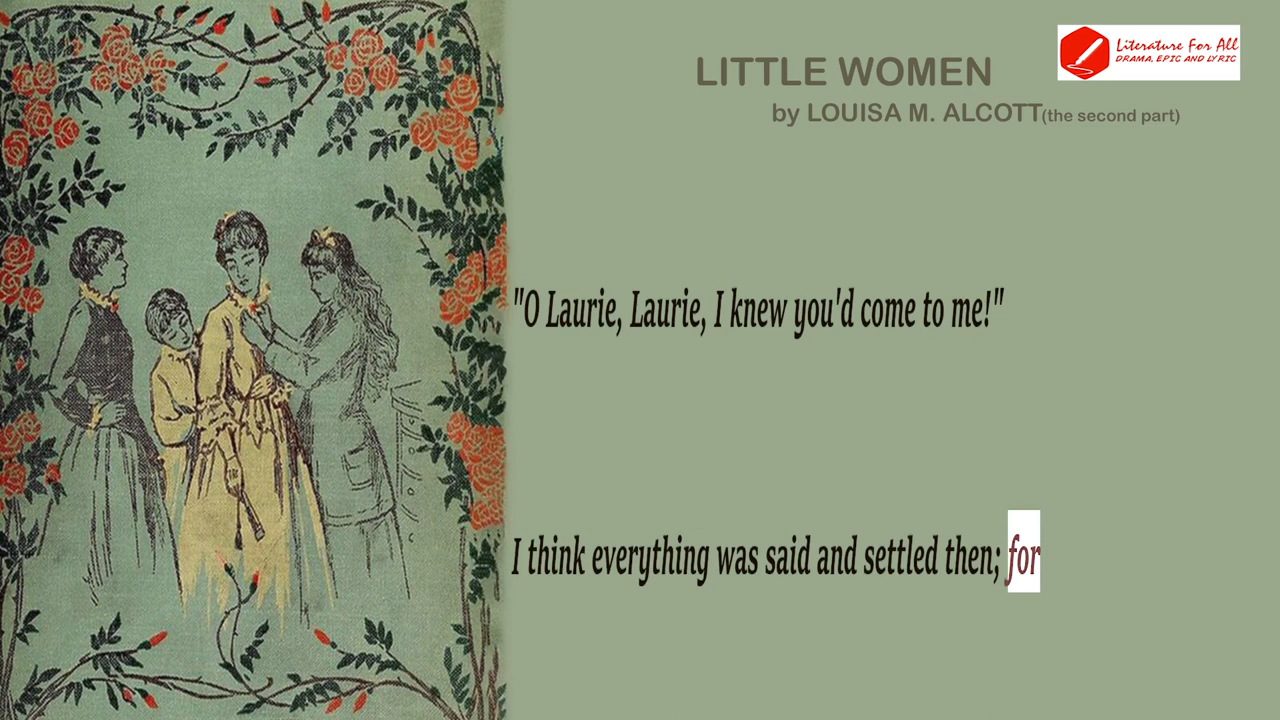 LITTLE WOMEN
by LOUISA M. ALCOTT(the second part)
Literature For All
DRAMA, EPIC AND LYRIC
"O Laurie, Laurie, I knew you'd come to me!"
I think everything was said and settled then; for